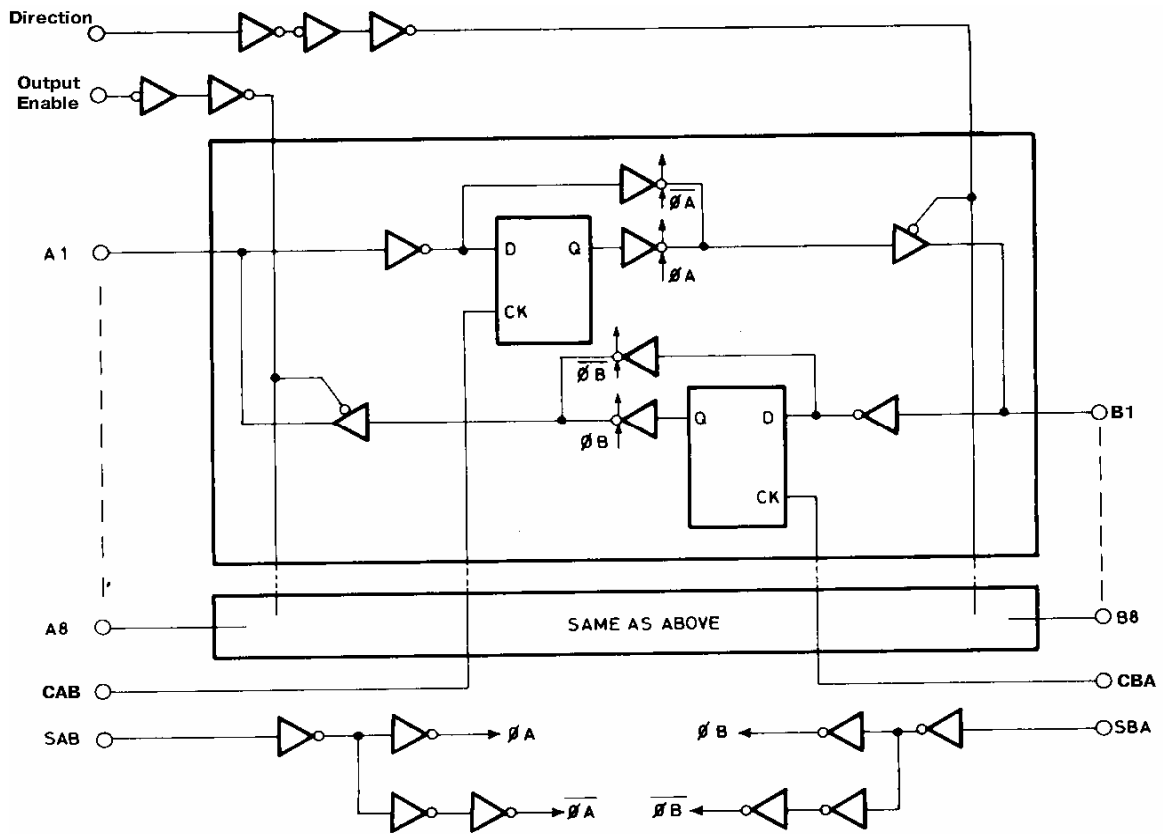 Direction
Output
Enable
ØA
A1
D
Q
CK
ØA
ØB
ØB
Q
D
CK
B1
A8
SAME AS ABOVE
B8
CAB
CBA
SAB
ØA
ØB
SBA
ØA
ØB